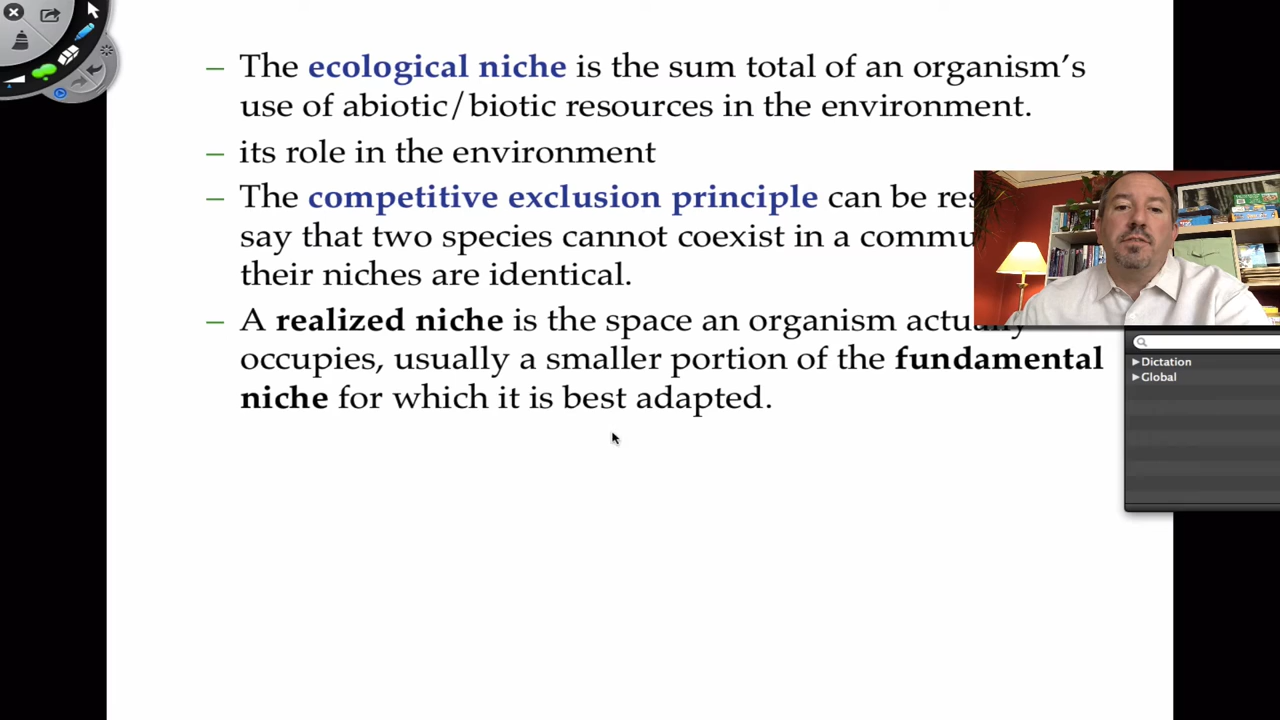 – The ecological niche is the sum total of an organism's
use of abiotic/biotic resources in the environment.
– its role in the environment
– The competitive exclusion principle can be
say that two species cannot coexist in a
their niches are identical.
– A realized niche is the space an organism
occupies, usually a smaller portion of the fundamental
niche for which it is best adapted.
Dictation
Global